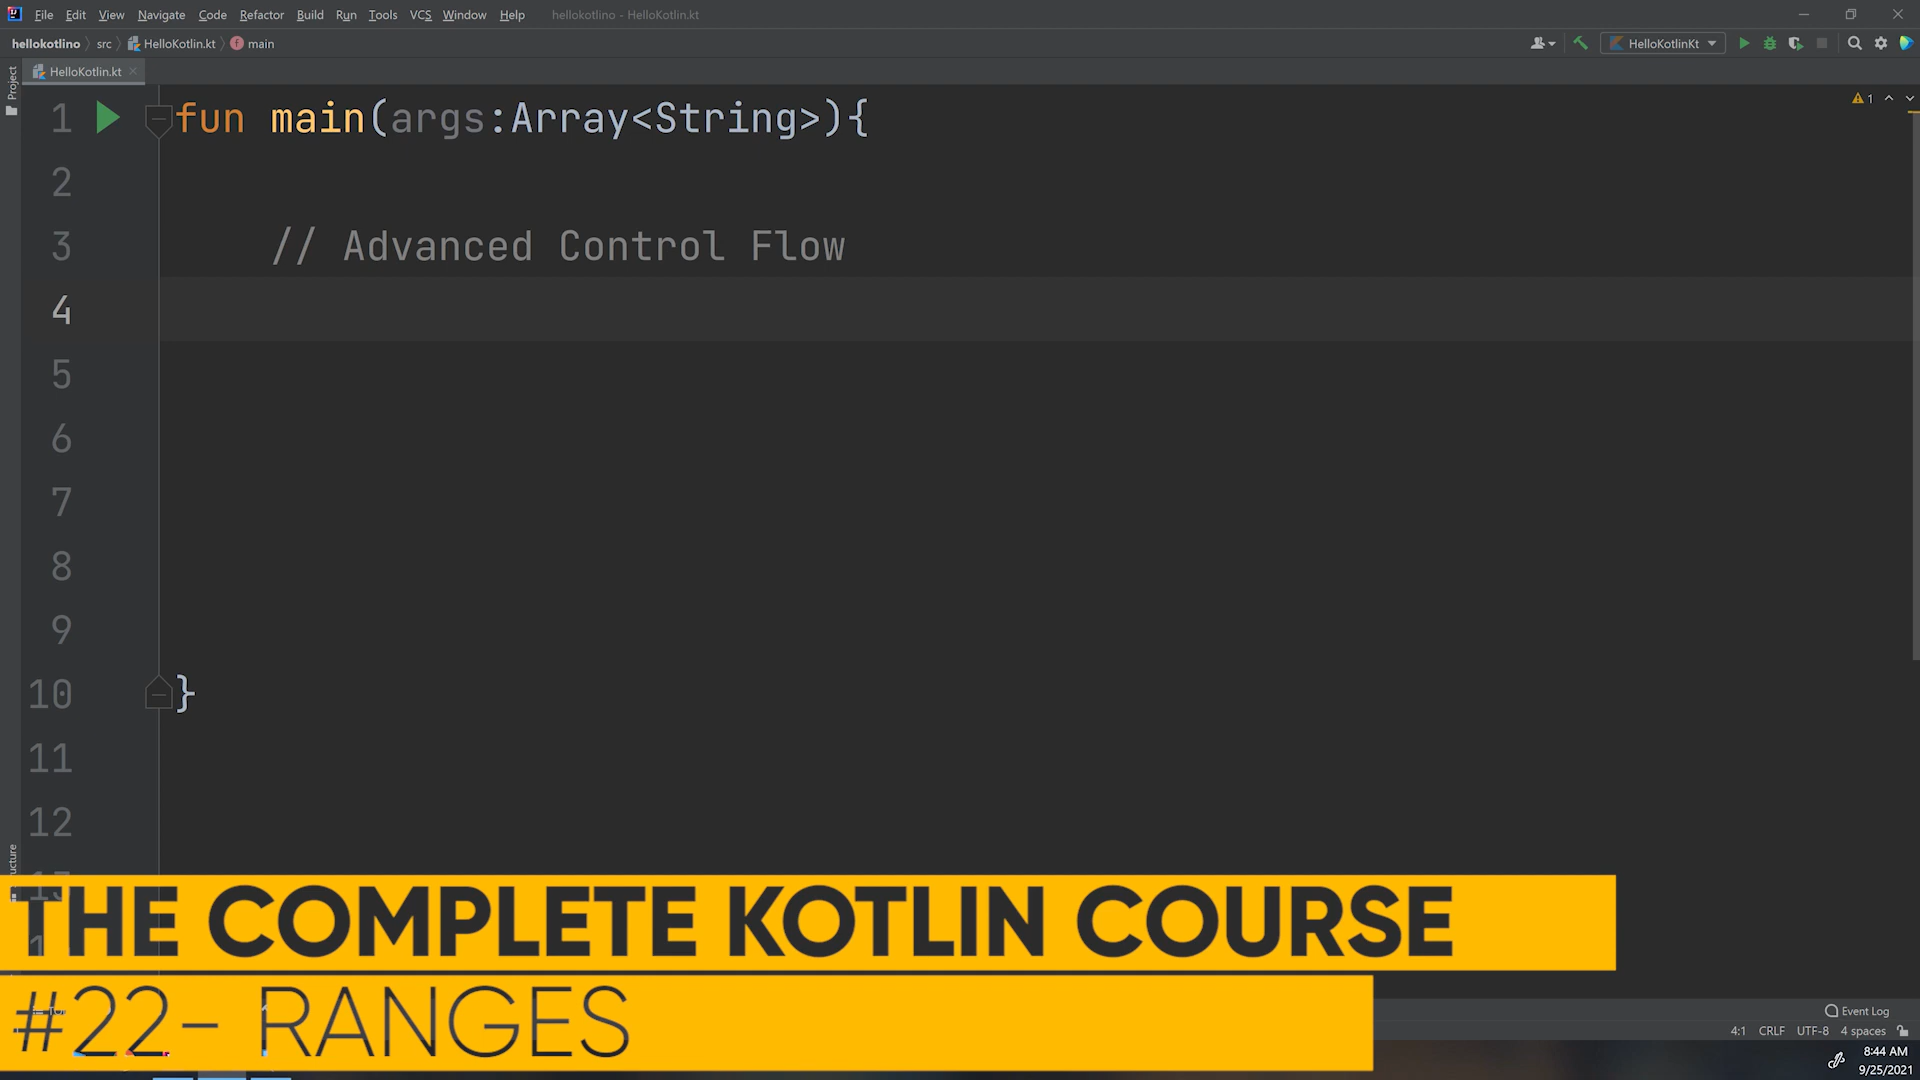 File Edit View Navigate Code Refactor Build Run Tools VCS Window Help hellokotlino - HelloKotlin.kt
hellokotlino src HelloKotlin.kt main HelloKotlinKt
Project
HelloKotlin.kt
1
1 fun main(args:Array<String>){
2
3 // Advanced Control Flow
4
5
6
7
8
9
10 }
11
12
THE COMPLETE KOTLIN COURSE
#22- RANGES
Event Log
4:1 CRLF UTF-8 4 spaces
8:44 AM
9/25/2021